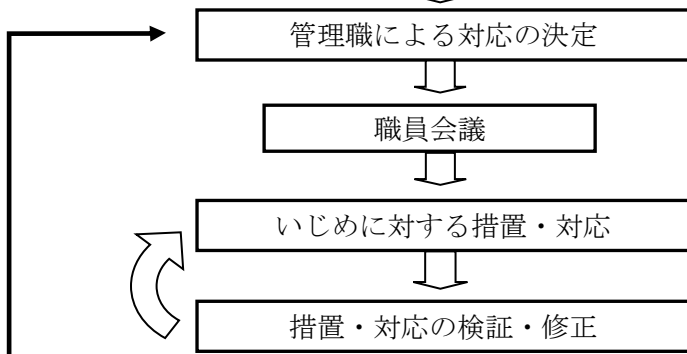 管理職による対応の決定
職員会議
いじめに対する措置・対応
措置・対応の検証・修正